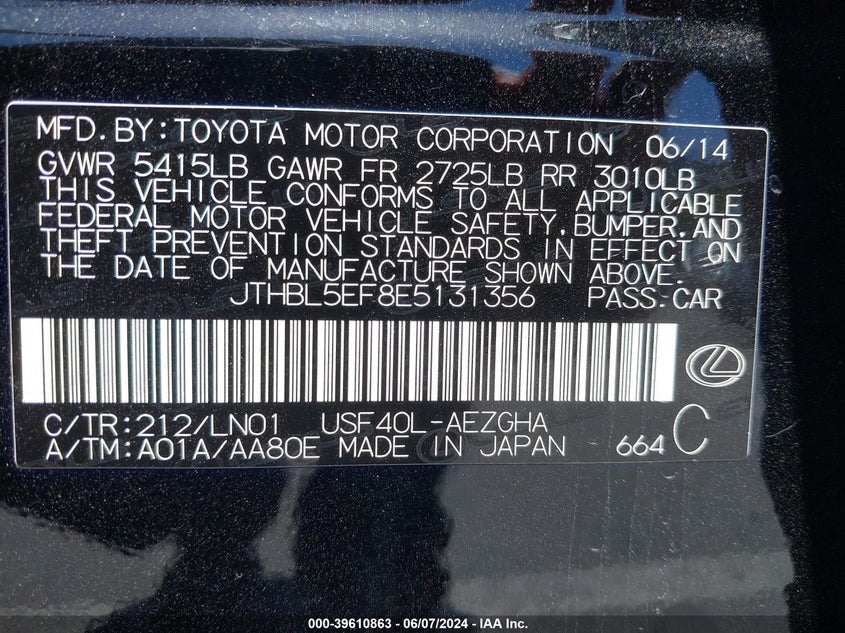 MFD.BY:TOYOTA MOTOR CORPORATION 06/14
GVWR 5415LB GAWR FR 2725LB RR 3010LB
THIS VEHICLE CONFORMS TO ALL APPLICABLE
FEDERAL MOTOR VEHICLE SAFETY,BUMPER,AND
THEFT PREVENTION STANDARDS IN EFFECT ON
THE DATE OF MANUFACTURE SHOWN ABOVE.
JTHBL5EF8E5131356 PASS.CAR
C/TR:212/LN01 USF40L-AEZGHA
A/TM:A01A/AA80E MADE IN JAPAN 664 C
000-39610863 - 06/07/2024 - IAA Inc.